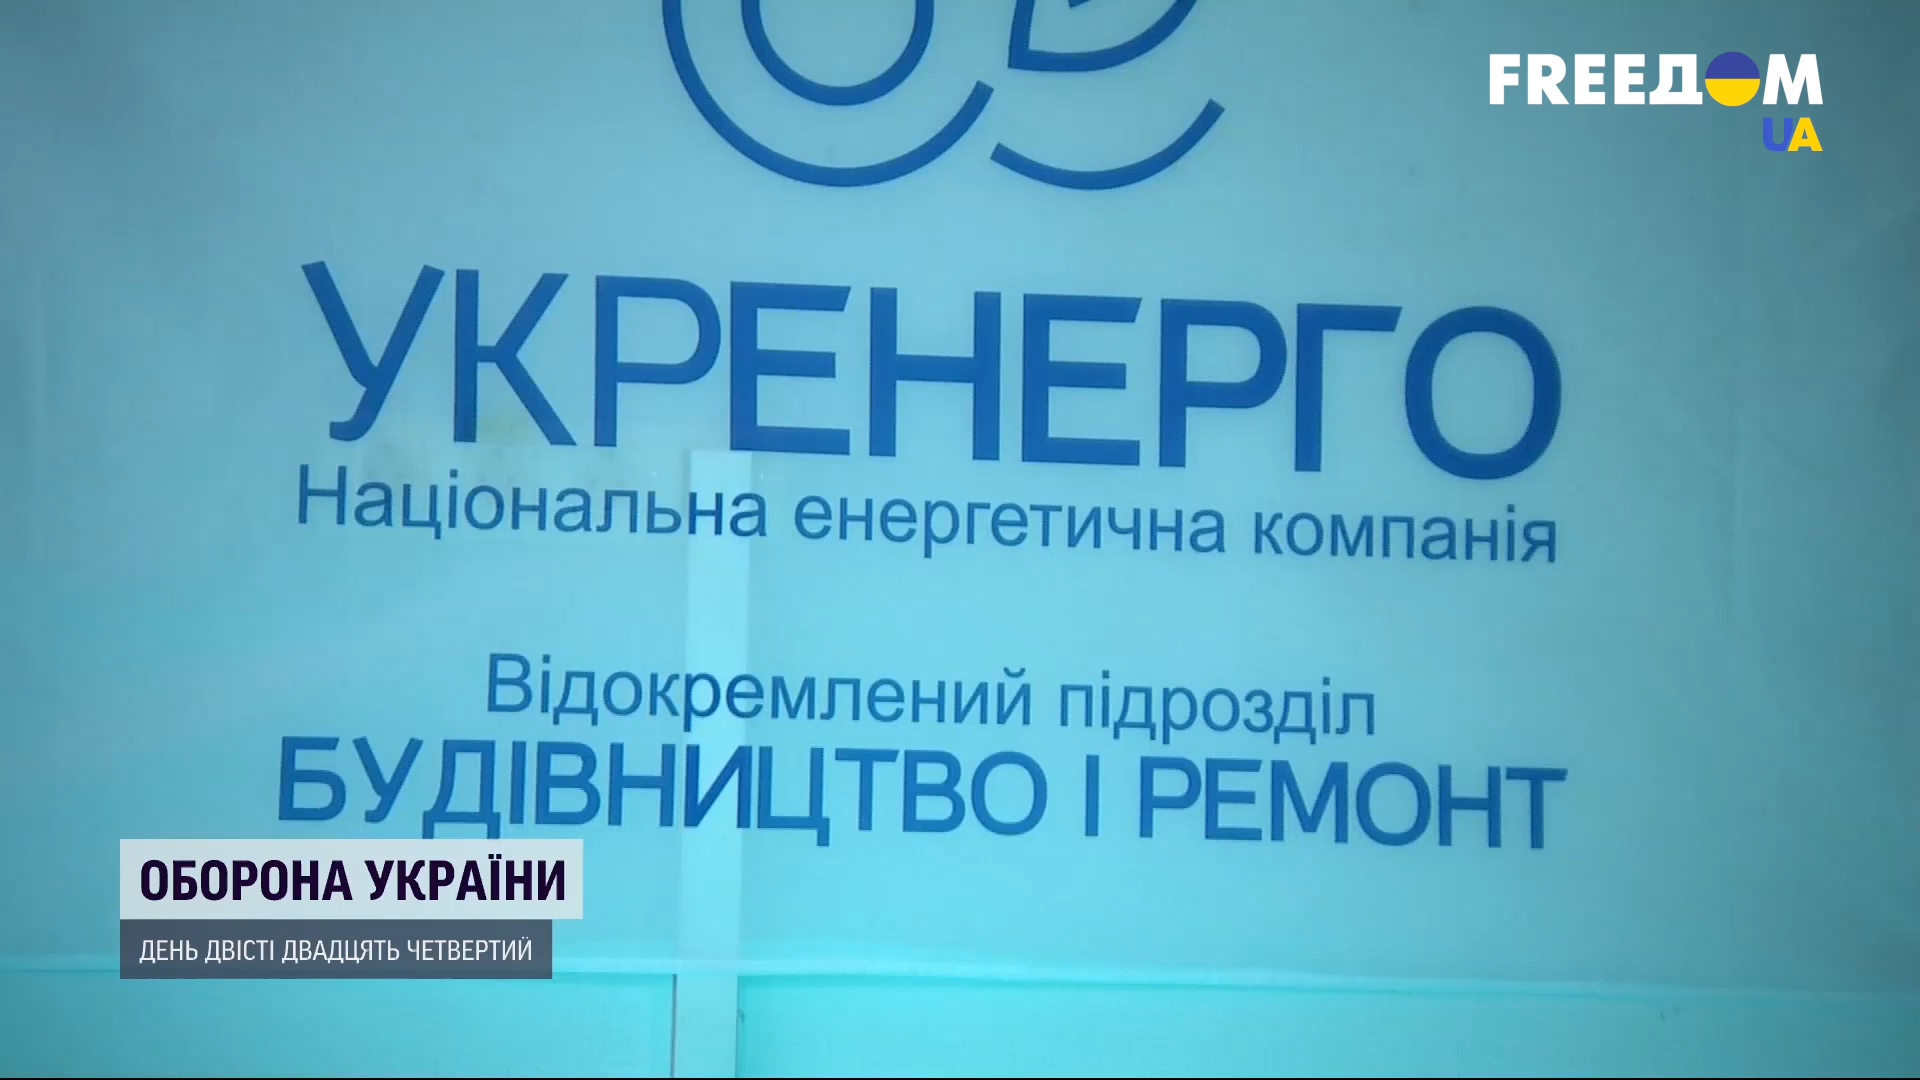 FREEДOM
UA
УКРЕНЕРГО
Національна енергетична компанія
Відокремлений підрозділ
БУДІВНИЦТВО І РЕМОНТ
ОБОРОНА УКРАЇНИ
ДЕНЬ ДВІСТІ ДВАДЦЯТЬ ЧЕТВЕРТИЙ